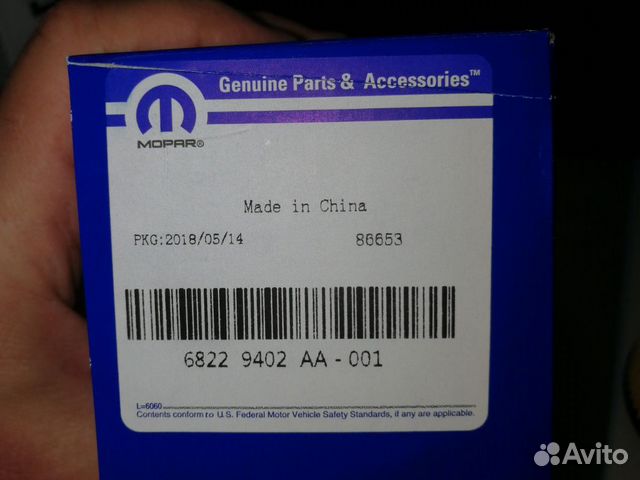 Genuine Parts & Accessories™
MOPAR®
Made in China
PKG:2018/05/14 86653
6822 9402 AA-001
L=6060
Contents conform to U.S. Federal Motor Vehicle Safety Standards, if any are applicable.
Avito